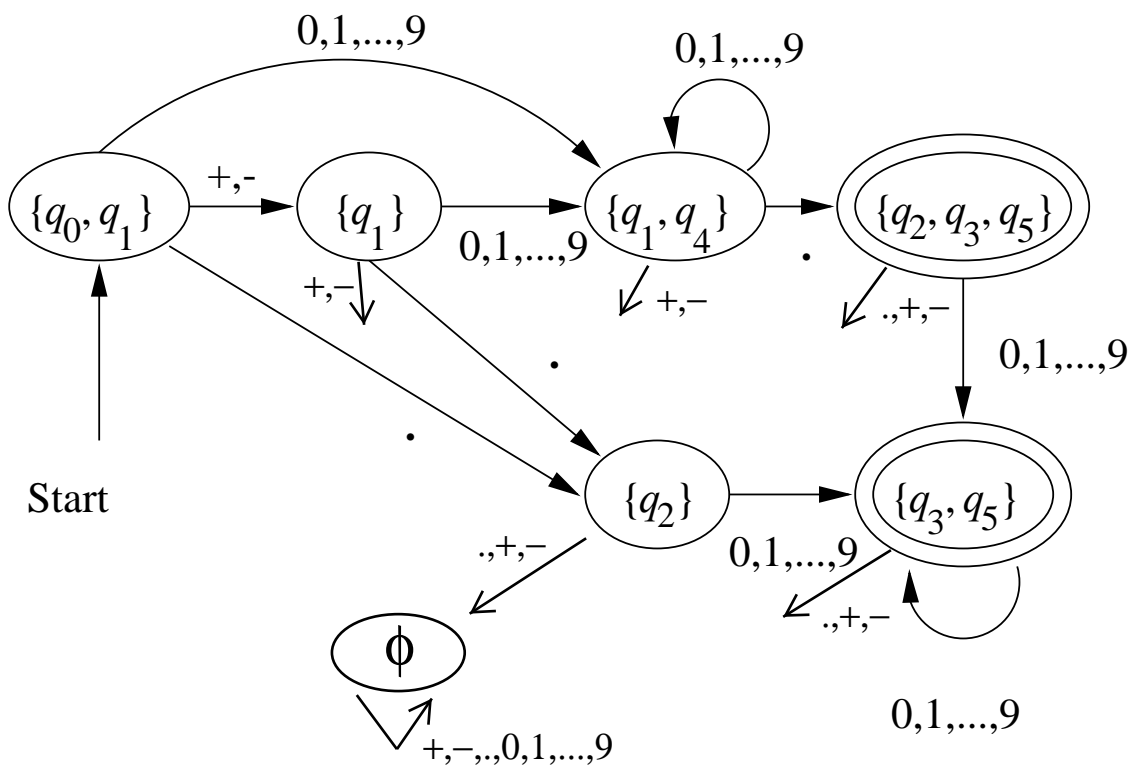 0,1,...,9
0,1,...,9
{q0, q1}
+,-
{q1}
0,1,...,9
{q1, q4}
.
{q2, q3, q5}
+,−
+,−
.,+,−
0,1,...,9
.
.
Start
{q2}
0,1,...,9
{q3, q5}
.,+,−
.,+,−
ϕ
0,1,...,9
+,−,.,0,1,...,9